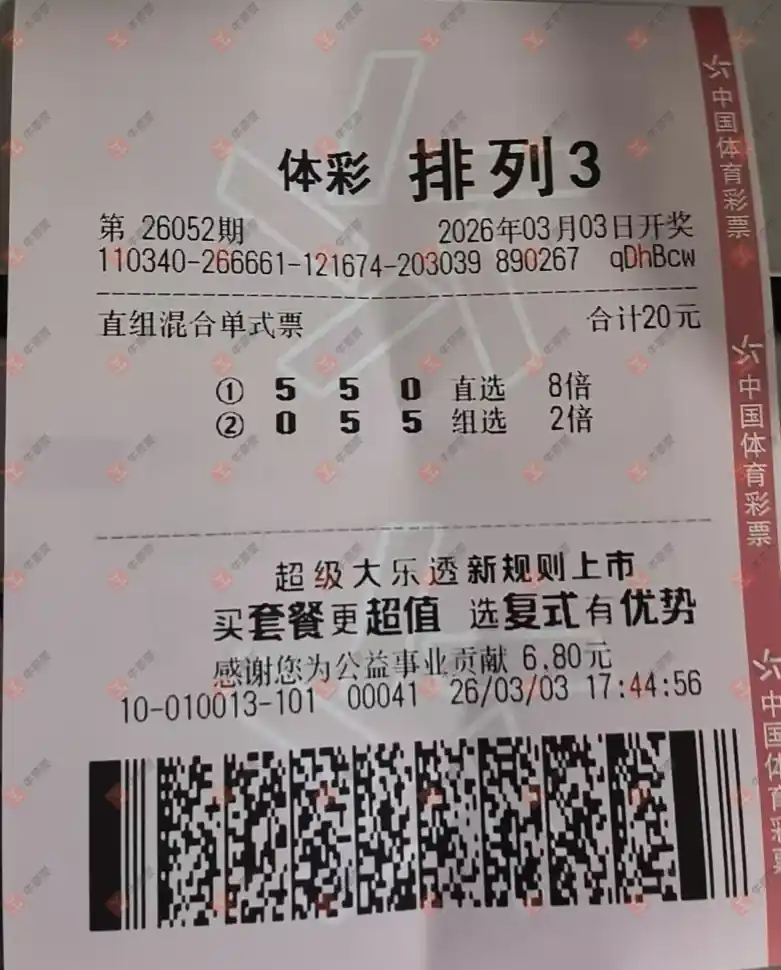 体彩 排列3
第 26052期 2026年03月03日开奖
110340-266661-121674-203039 890267 qDhBcw
直组混合单式票 合计20元
① 5 5 0 直选 8倍
② 0 5 5 组选 2倍
超级大乐透新规则上市
买套餐更超值 选复式有优势
感谢您为公益事业贡献 6.80元
10-010013-101 00041 26/03/03 17:44:56
中国体育彩票
中国体育彩票
中国体育彩票